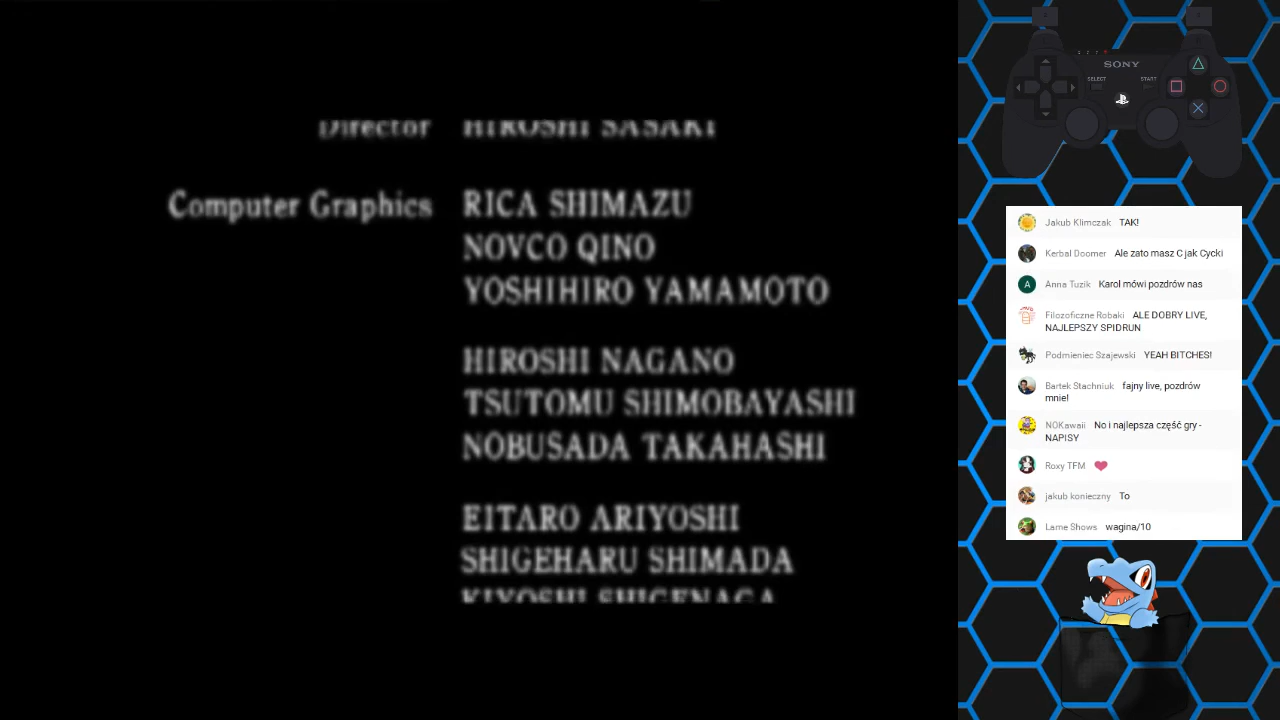 Director HIROSHI SASAKI
Computer Graphics RICA SHIMAZU
NOVCO QINO
YOSHIHIRO YAMAMOTO
HIROSHI NAGANO
TSUTOMU SHIMOBAYASHI
NOBUSADA TAKAHASHI
EITARO ARIYOSHI
SHIGEHARU SHIMADA
KIYOSHI SHIGENAGA
SONY
SELECT START
Jakub Klimczak TAK!
Kerbal Doomer Ale zato masz C jak Cycki
A Anna Tuzik Karol mówi pozdrów nas
Filozoficzne Robaki ALE DOBRY LIVE,
NAJLEPSZY SPIDRUN
Podmieniec Szajewski YEAH BITCHES!
Bartek Stachniuk fajny live, pozdrów
mnie!
NOKawaii No i najlepsza część gry -
NAPISY
Roxy TFM
jakub konieczny To
Lame Shows wagina/10